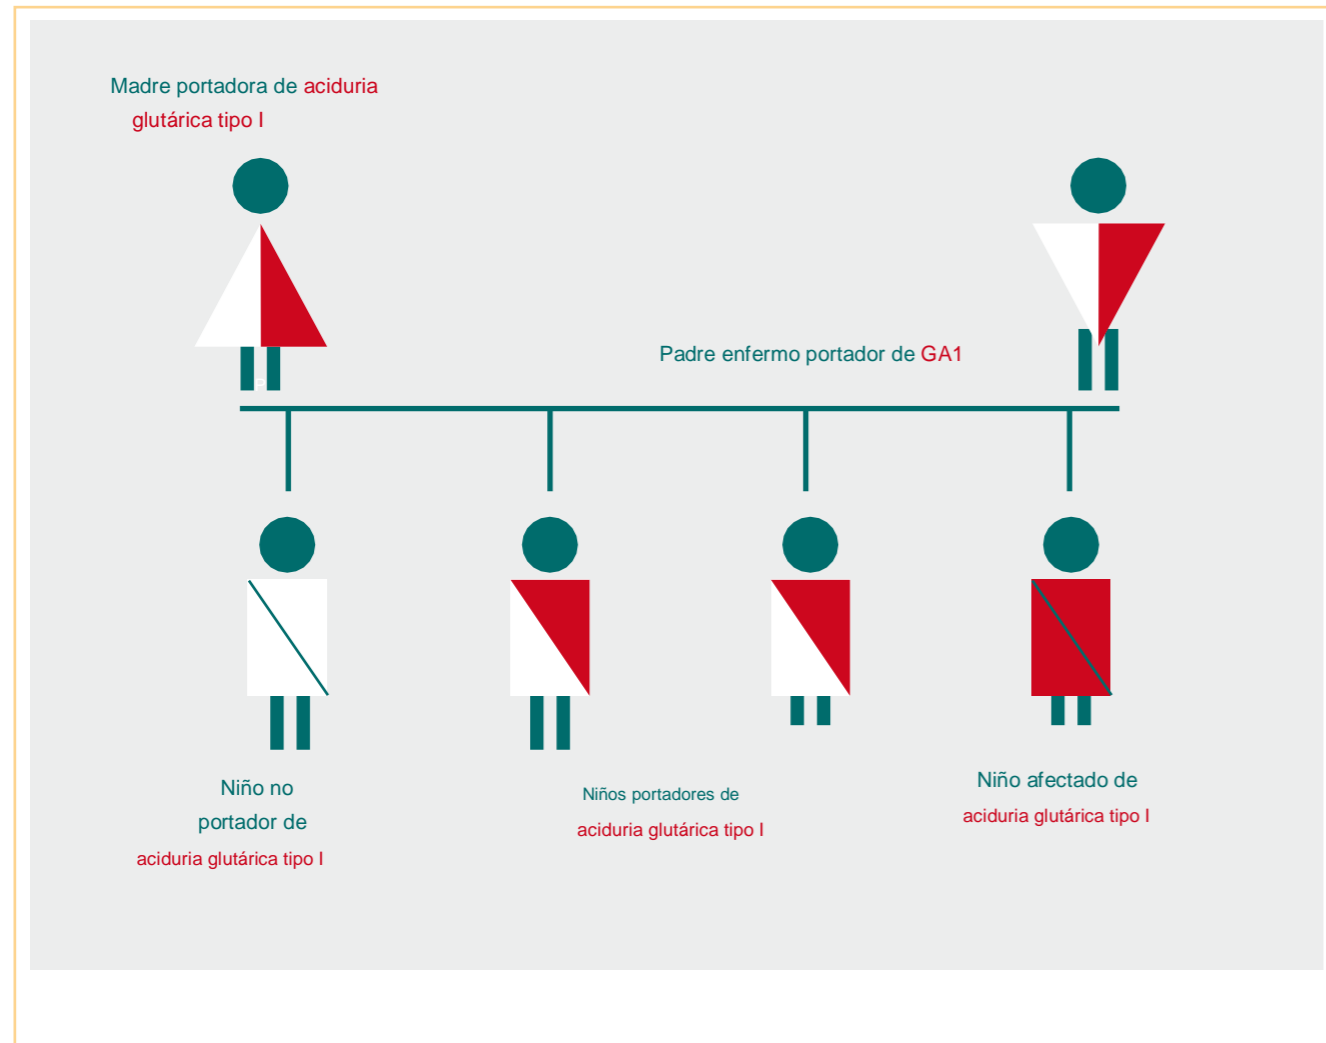 Madre portadora de aciduria
glutárica tipo I
P
Padre enfermo portador de GA1
Niño no
portador de
aciduria glutárica tipo I
Niños portadores de
aciduria glutárica tipo I
Niño afectado de
aciduria glutárica tipo I